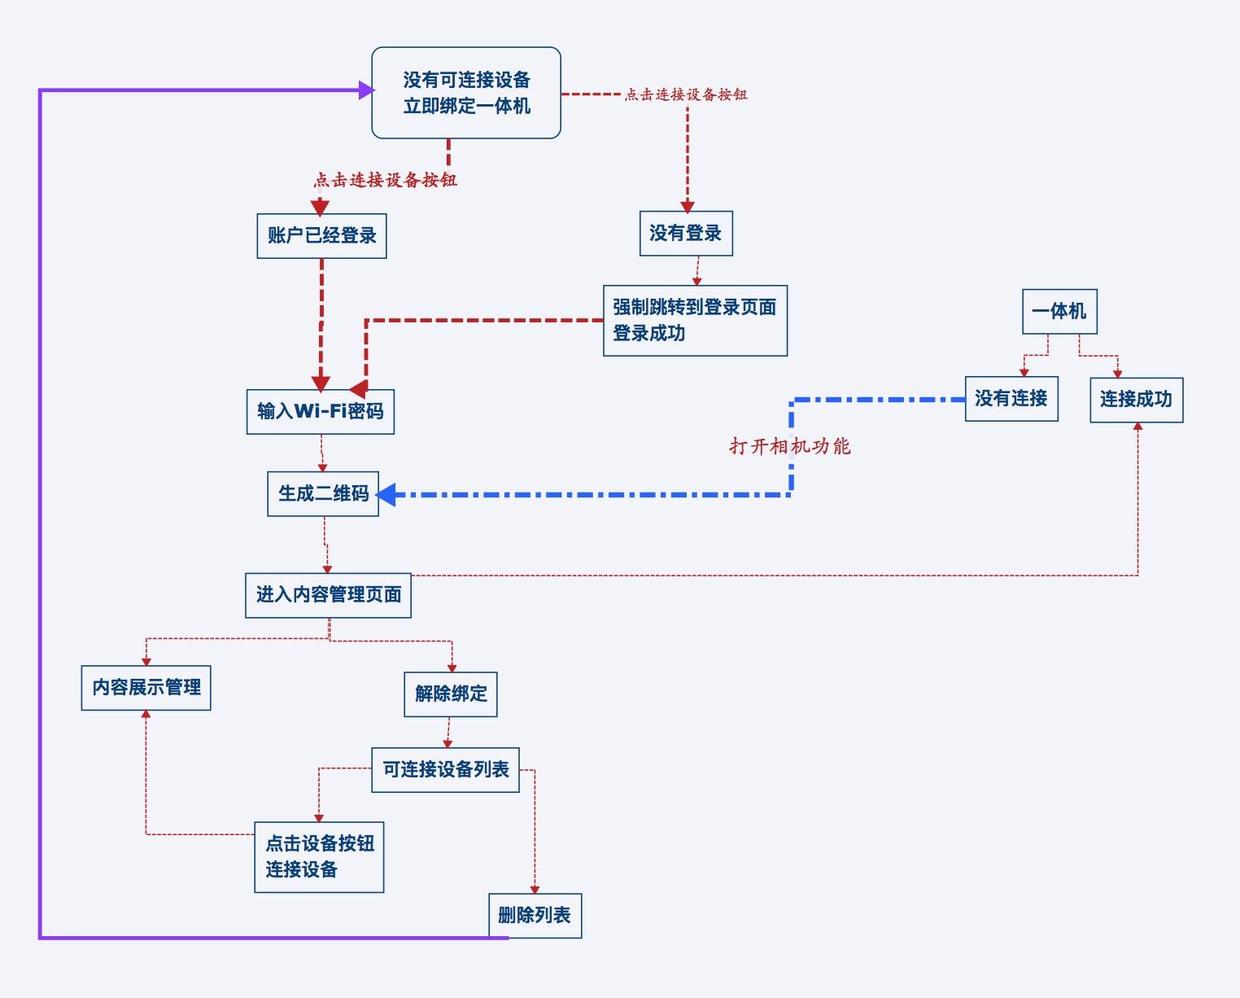 没有可连接设备
立即绑定一体机
点击连接设备按钮
点击连接设备按钮
账户已经登录
没有登录
强制跳转到登录页面
登录成功
一体机
没有连接
连接成功
输入Wi-Fi密码
打开相机功能
生成二维码
进入内容管理页面
内容展示管理
解除绑定
可连接设备列表
点击设备按钮
连接设备
删除列表